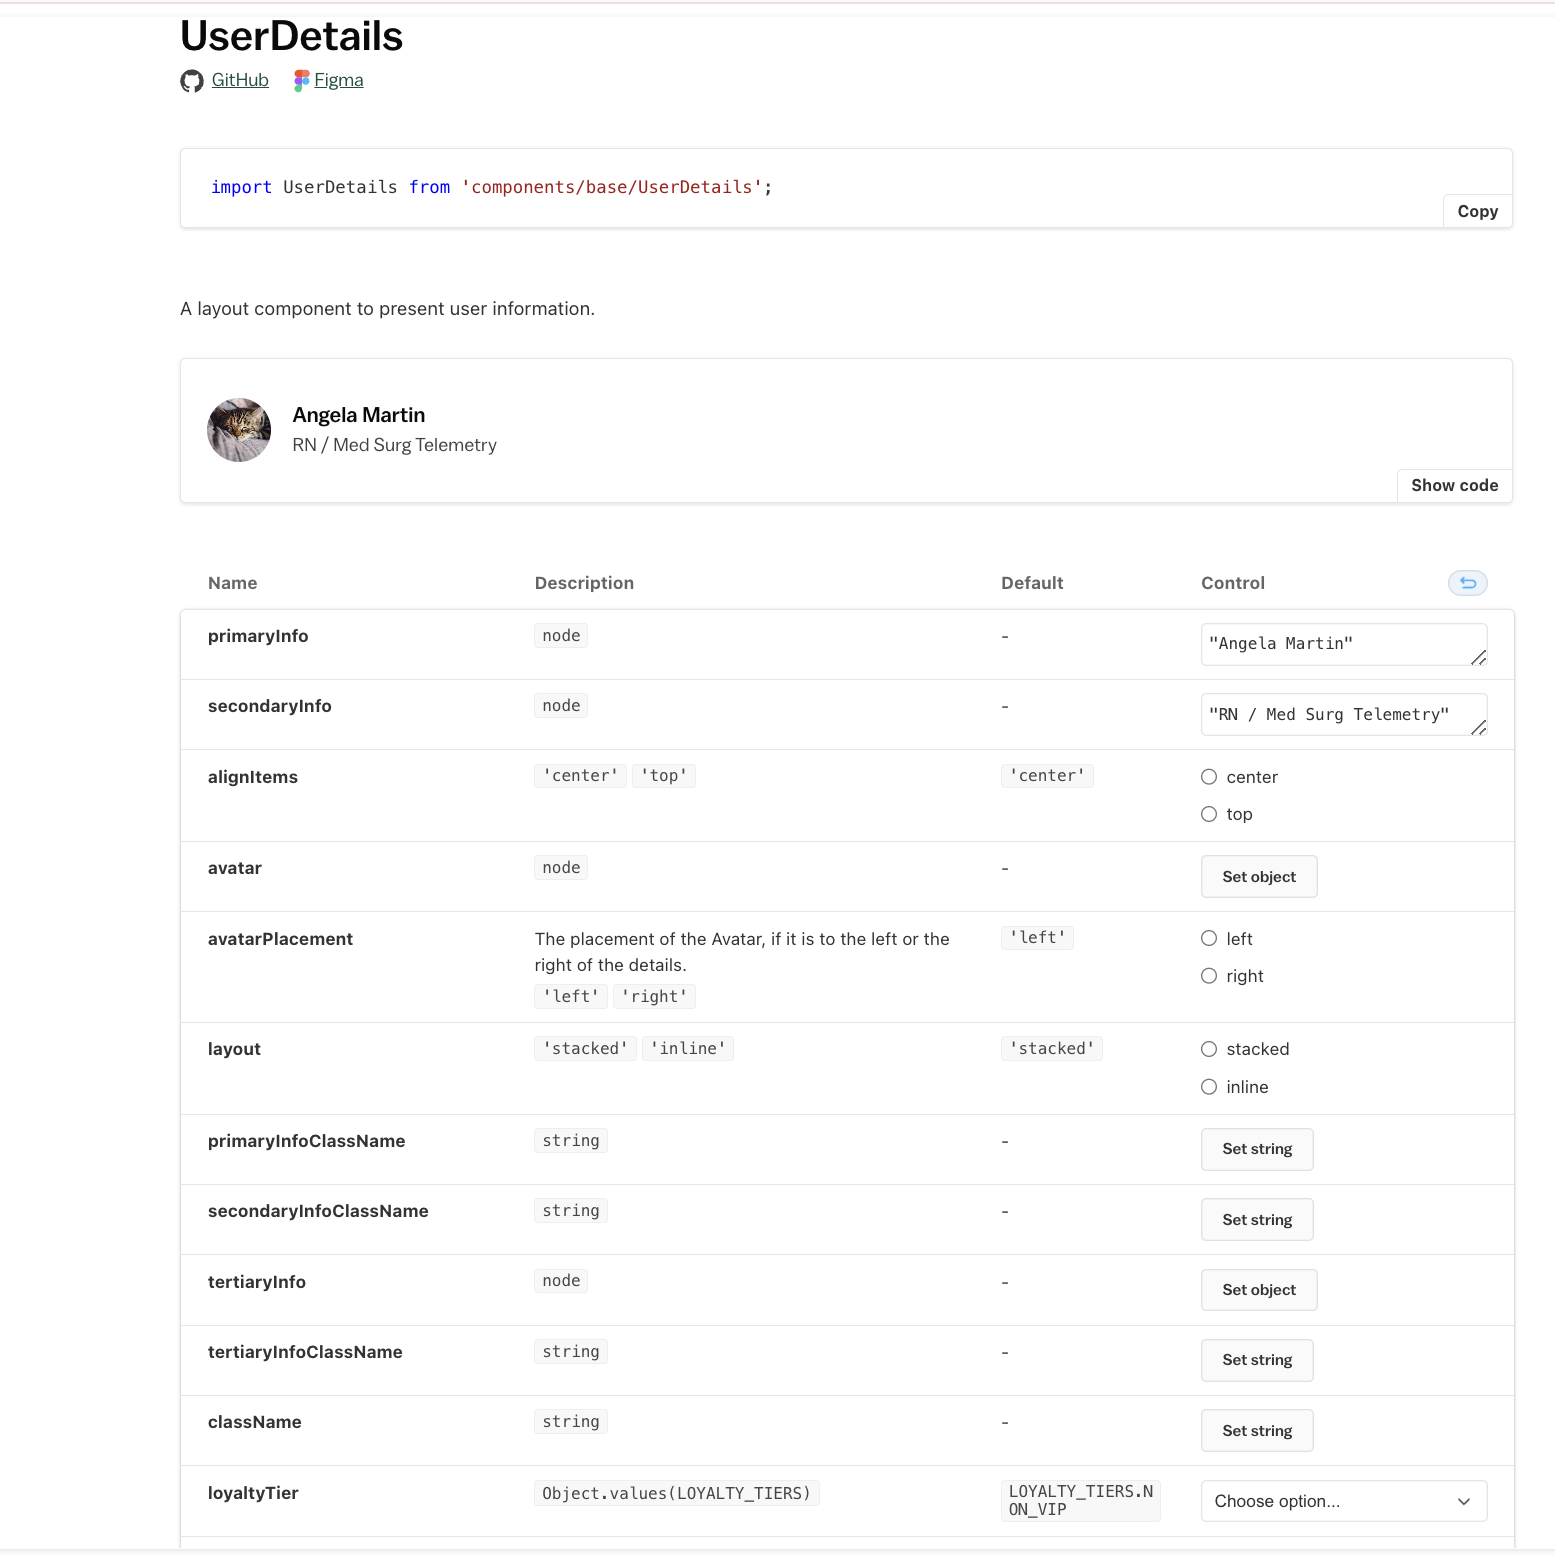 UserDetails
GitHub Figma
import UserDetails from 'components/base/UserDetails';
Copy
A layout component to present user information.
Angela Martin
RN / Med Surg Telemetry
Show code
Name Description Default Control
primaryInfo node - "Angela Martin"
secondaryInfo node - "RN / Med Surg Telemetry"
alignItems 'center' 'top' 'center' center
top
avatar node - Set object
avatarPlacement The placement of the Avatar, if it is to the left or the 'left' left
right of the details. right
'left' 'right'
layout 'stacked' 'inline' 'stacked' stacked
inline
primaryInfoClassName string - Set string
secondaryInfoClassName string - Set string
tertiaryInfo node - Set object
tertiaryInfoClassName string - Set string
className string - Set string
loyaltyTier Object.values(LOYALTY_TIERS) LOYALTY_TIERS.N Choose option...
ON_VIP